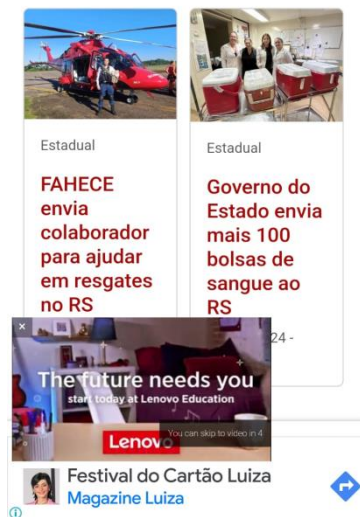 Estadual
FAHECE
envia
colaborador
para ajudar
em resgates
no RS
Estadual
Governo do
Estado envia
mais 100
bolsas de
sangue ao
RS
24 -
The future needs you
start today at Lenovo Education
Lenovo
You can skip to video in 4
Festival do Cartão Luiza
Magazine Luiza